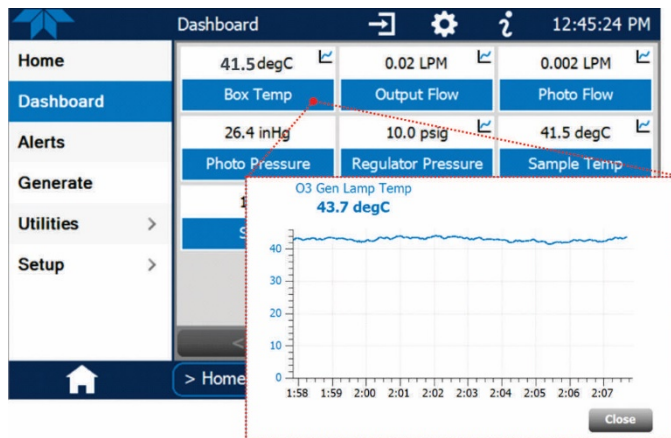 Dashboard
12:45:24 PM
Home
Dashboard
Alerts
Generate
Utilities >
Setup >
41.5 degC
Box Temp
0.02 LPM
Output Flow
0.002 LPM
Photo Flow
26.4 inHg
Photo Pressure
10.0 psig
Regulator Pressure
41.5 degC
Sample Temp
O3 Gen Lamp Temp
43.7 degC
40
30
20
10
0
1:58 1:59 2:00 2:01 2:02 2:03 2:04 2:05 2:06 2:07
Close
> Home